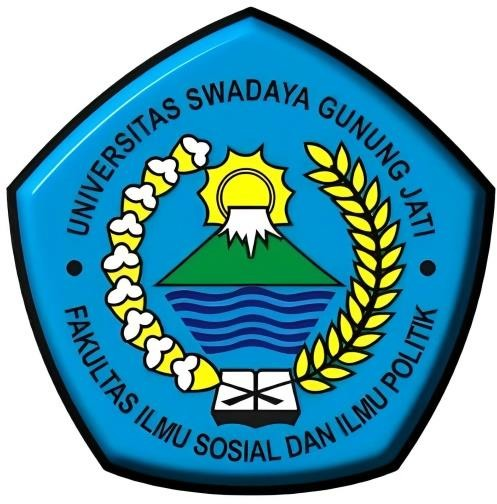 UNIVERSITAS SWADAYA GUNUNG JATI
FAKULTAS ILMU SOSIAL DAN ILMU POLITIK